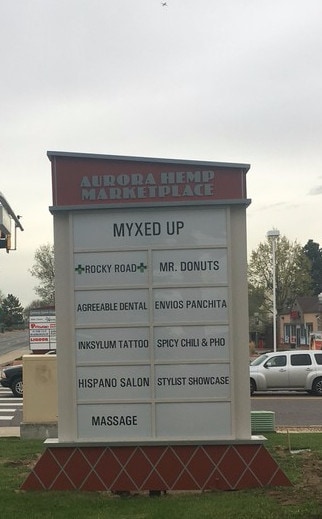 AURORA HEMP
MARKETPLACE
MYXED UP
ROCKY ROAD
MR. DONUTS
AGREEABLE DENTAL
ENVIOS PANCHITA
INKSYLUM TATTOO
SPICY CHILI & PHO
HISPANO SALON
STYLIST SHOWCASE
MASSAGE
LIQUOR